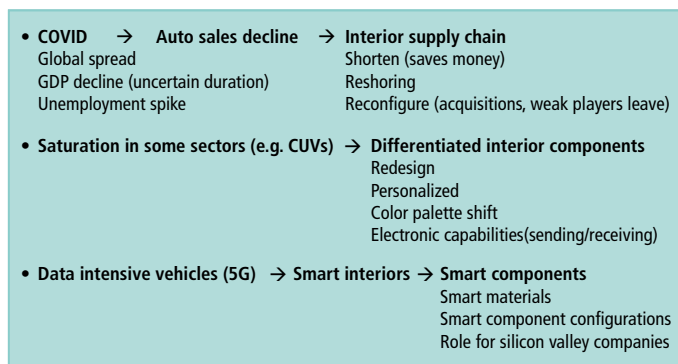 • COVID → Auto sales decline → Interior supply chain
Global spread Shorten (saves money)
GDP decline (uncertain duration) Reshoring
Unemployment spike Reconfigure (acquisitions, weak players leave)
• Saturation in some sectors (e.g. CUVs) → Differentiated interior components
Redesign
Personalized
Color palette shift
Electronic capabilities(sending/receiving)
• Data intensive vehicles (5G) → Smart interiors → Smart components
Smart materials
Smart component configurations
Role for silicon valley companies